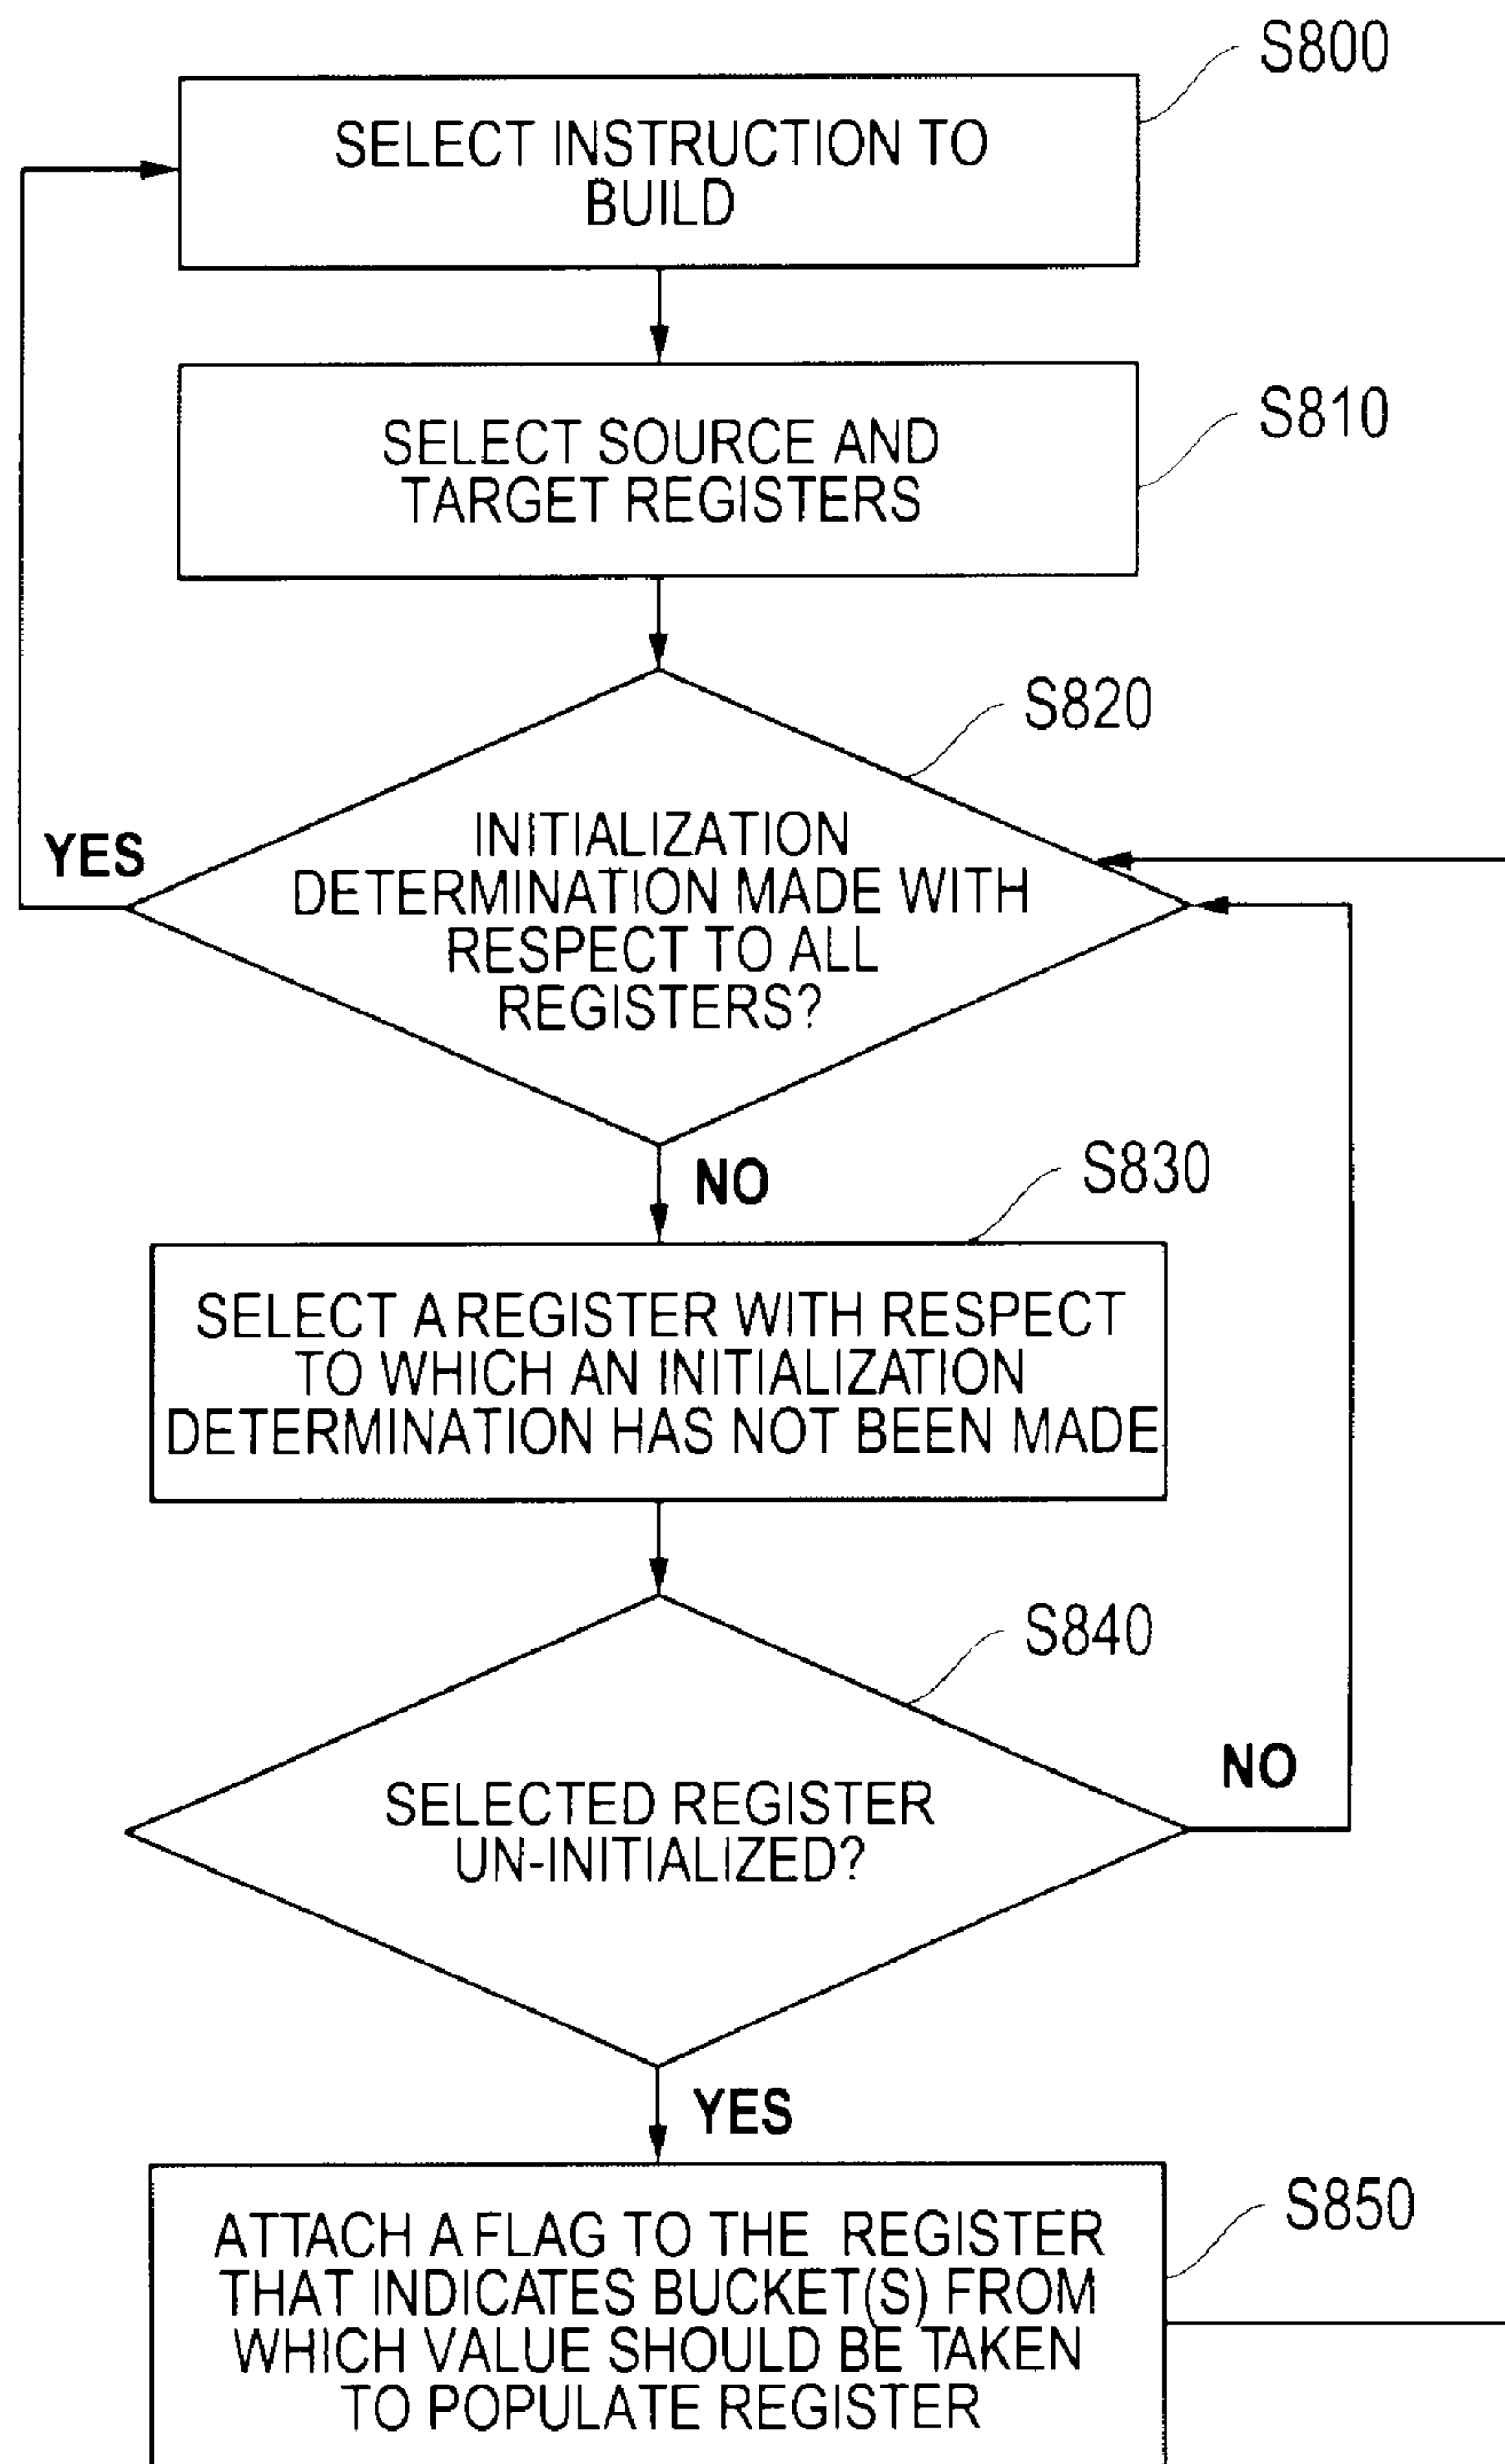 S800
SELECT INSTRUCTION TO
BUILD
S810
SELECT SOURCE AND
TARGET REGISTERS
S820
INITIALIZATION
DETERMINATION MADE WITH
RESPECT TO ALL
REGISTERS?
YES
NO
S830
SELECT A REGISTER WITH RESPECT
TO WHICH AN INITIALIZATION
DETERMINATION HAS NOT BEEN MADE
S840
SELECTED REGISTER
UN-INITIALIZED?
NO
YES
S850
ATTACH A FLAG TO THE REGISTER
THAT INDICATES BUCKET(S) FROM
WHICH VALUE SHOULD BE TAKEN
TO POPULATE REGISTER